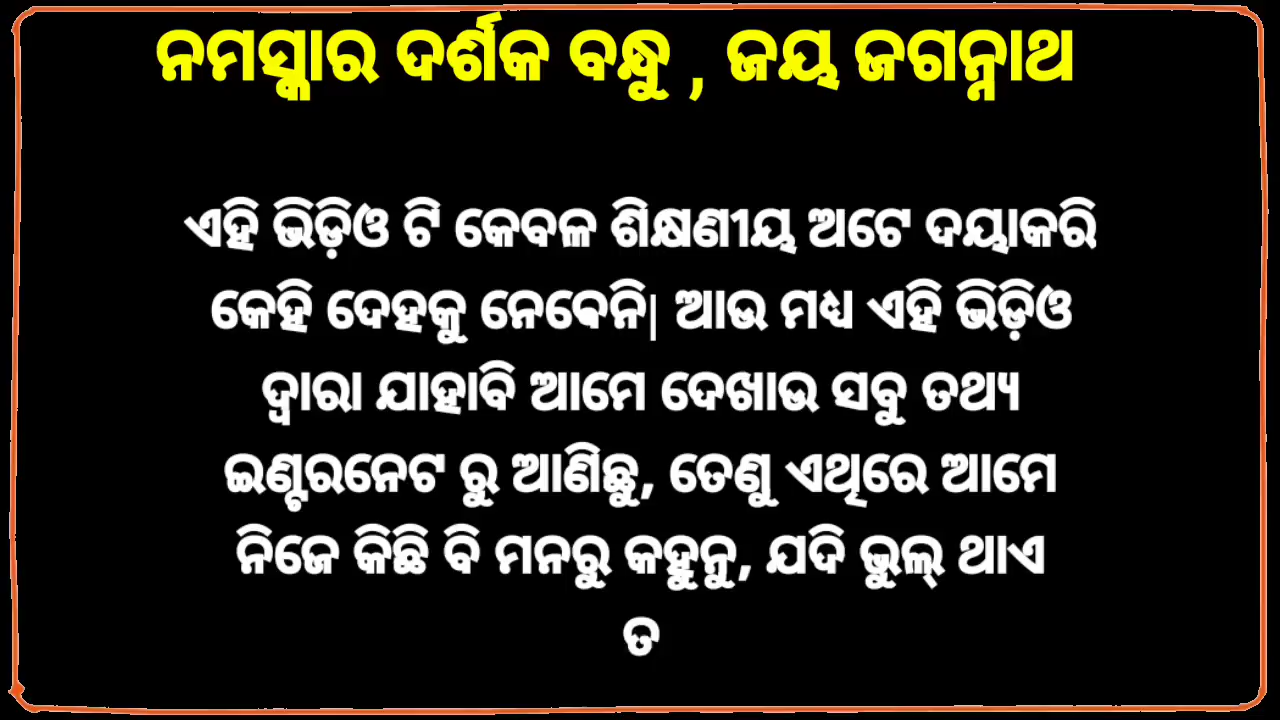 ନମସ୍କାର ଦର୍ଶକ ବନ୍ଧୁ , ଜୟ ଜଗନ୍ନାଥ
ଏହି ଭିଡ଼ିଓ ଟି କେବଳ ଶିକ୍ଷଣୀୟ ଅଟେ ଦୟାକରି
କେହି ଦେହକୁ ନେବେନି| ଆଉ ମଧ୍ୟ ଏହି ଭିଡ଼ିଓ
ଦ୍ୱାରା ଯାହାବି ଆମେ ଦେଖାଉ ସବୁ ତଥ୍ୟ
ଇଣ୍ଟରନେଟ ରୁ ଆଣିଛୁ, ତେଣୁ ଏଥିରେ ଆମେ
ନିଜେ କିଛି ବି ମନରୁ କହୁନୁ, ଯଦି ଭୁଲ୍ ଥାଏ
ତ